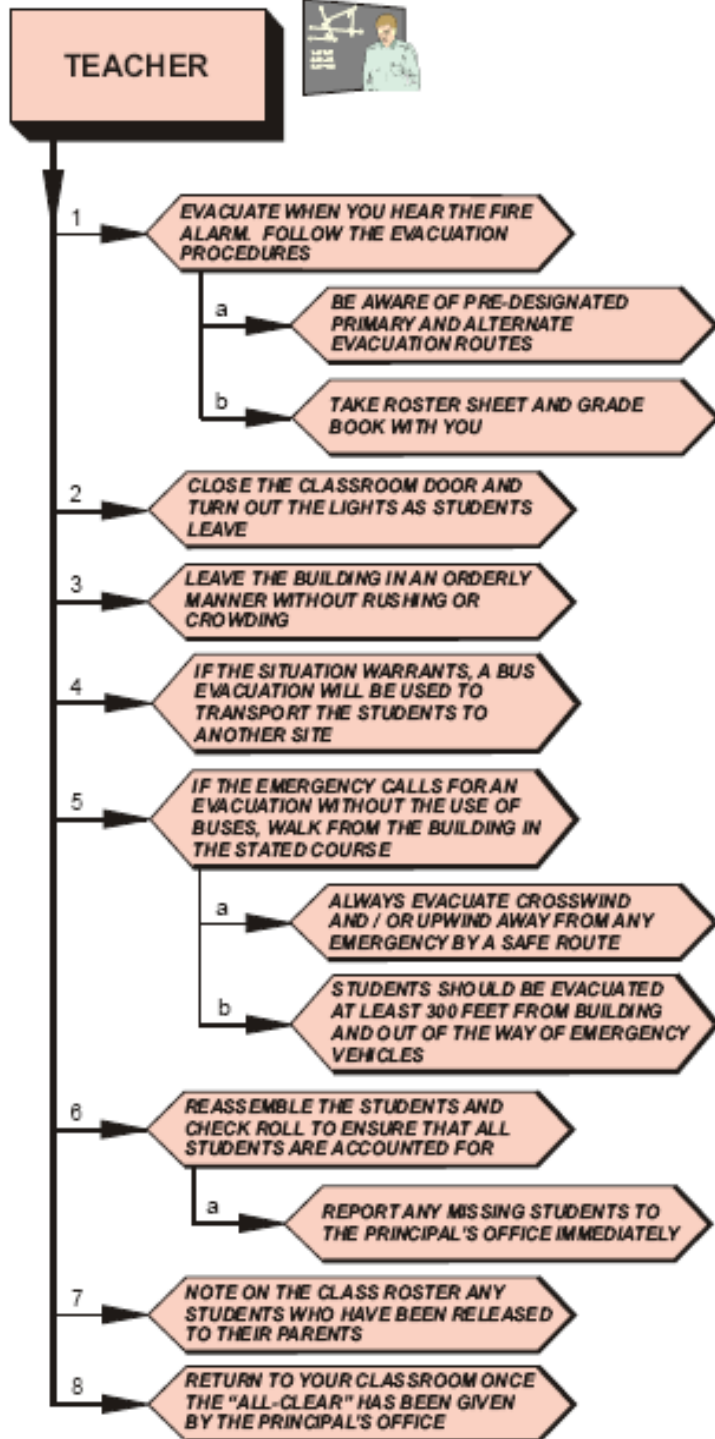 TEACHER
1
EVACUATE WHEN YOU HEAR THE FIRE
ALARM. FOLLOW THE EVACUATION
PROCEDURES
a
BE AWARE OF PRE-DESIGNATED
PRIMARY AND ALTERNATE
EVACUATION ROUTES
b
TAKE ROSTER SHEET AND GRADE
BOOK WITH YOU
2
CLOSE THE CLASSROOM DOOR AND
TURN OUT THE LIGHTS AS STUDENTS
LEAVE
3
LEAVE THE BUILDING IN AN ORDERLY
MANNER WITHOUT RUSHING OR
CROWDING
4
IF THE SITUATION WARRANTS, A BUS
EVACUATION WILL BE USED TO
TRANSPORT THE STUDENTS TO
ANOTHER SITE
5
IF THE EMERGENCY CALLS FOR AN
EVACUATION WITHOUT THE USE OF
BUSES, WALK FROM THE BUILDING IN
THE STATED COURSE
a
ALWAYS EVACUATE CROSSWIND
AND / OR UPWIND AWAY FROM ANY
EMERGENCY BY A SAFE ROUTE
b
STUDENTS SHOULD BE EVACUATED
AT LEAST 300 FEET FROM BUILDING
AND OUT OF THE WAY OF EMERGENCY
VEHICLES
6
REASSEMBLE THE STUDENTS AND
CHECK ROLL TO ENSURE THAT ALL
STUDENTS ARE ACCOUNTED FOR
a
REPORT ANY MISSING STUDENTS TO
THE PRINCIPAL'S OFFICE IMMEDIATELY
7
NOTE ON THE CLASS ROSTER ANY
STUDENTS WHO HAVE BEEN RELEASED
TO THEIR PARENTS
8
RETURN TO YOUR CLASSROOM ONCE
THE "ALL-CLEAR" HAS BEEN GIVEN
BY THE PRINCIPAL'S OFFICE